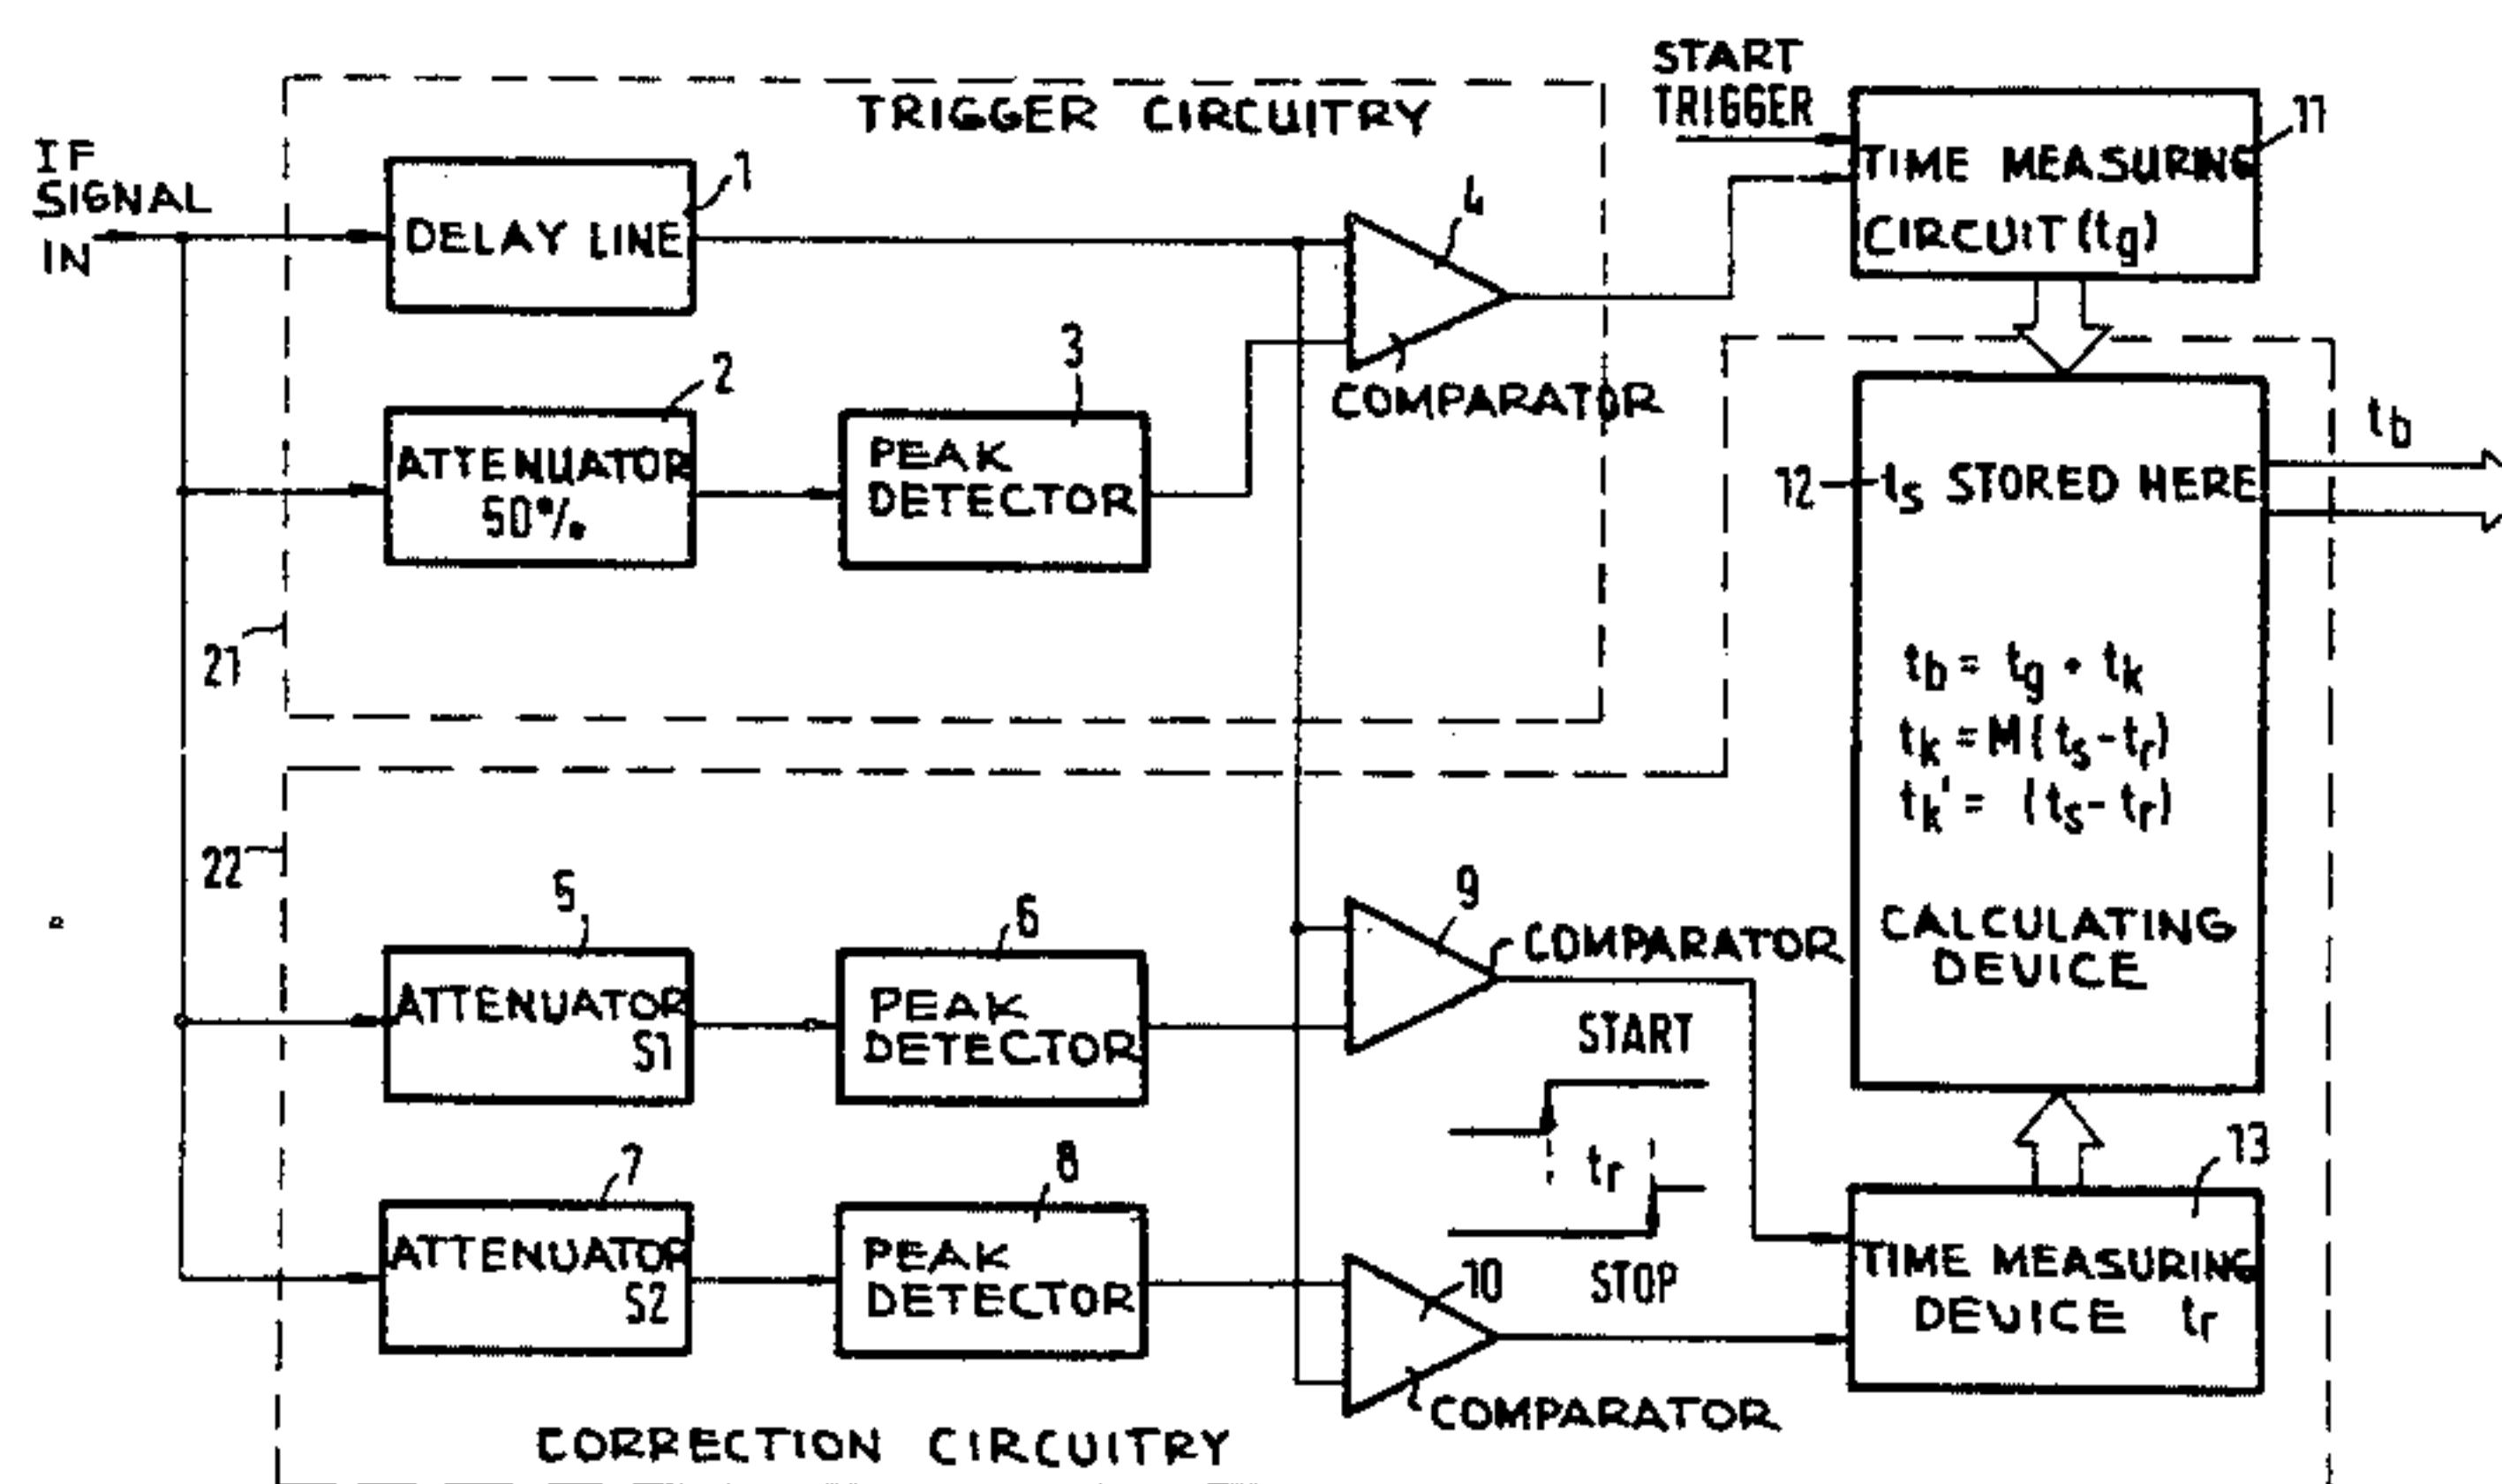 TRIGGER CIRCUITRY
START
TRIGGER
11
TIME MEASURING
CIRCUIT (tg)
IF
SIGNAL
IN
1
DELAY LINE
4
COMPARATOR
2
ATTENUATOR
50%
3
PEAK
DETECTOR
21
12
ts STORED HERE
tb
tb = tg • tk
tk = M(ts-tr)
tk' = (ts-tr)
CALCULATING
DEVICE
22
5
ATTENUATOR
S1
6
PEAK
DETECTOR
9
COMPARATOR
START
tr
STOP
7
ATTENUATOR
S2
8
PEAK
DETECTOR
10
COMPARATOR
13
TIME MEASURING
DEVICE tr
CORRECTION CIRCUITRY